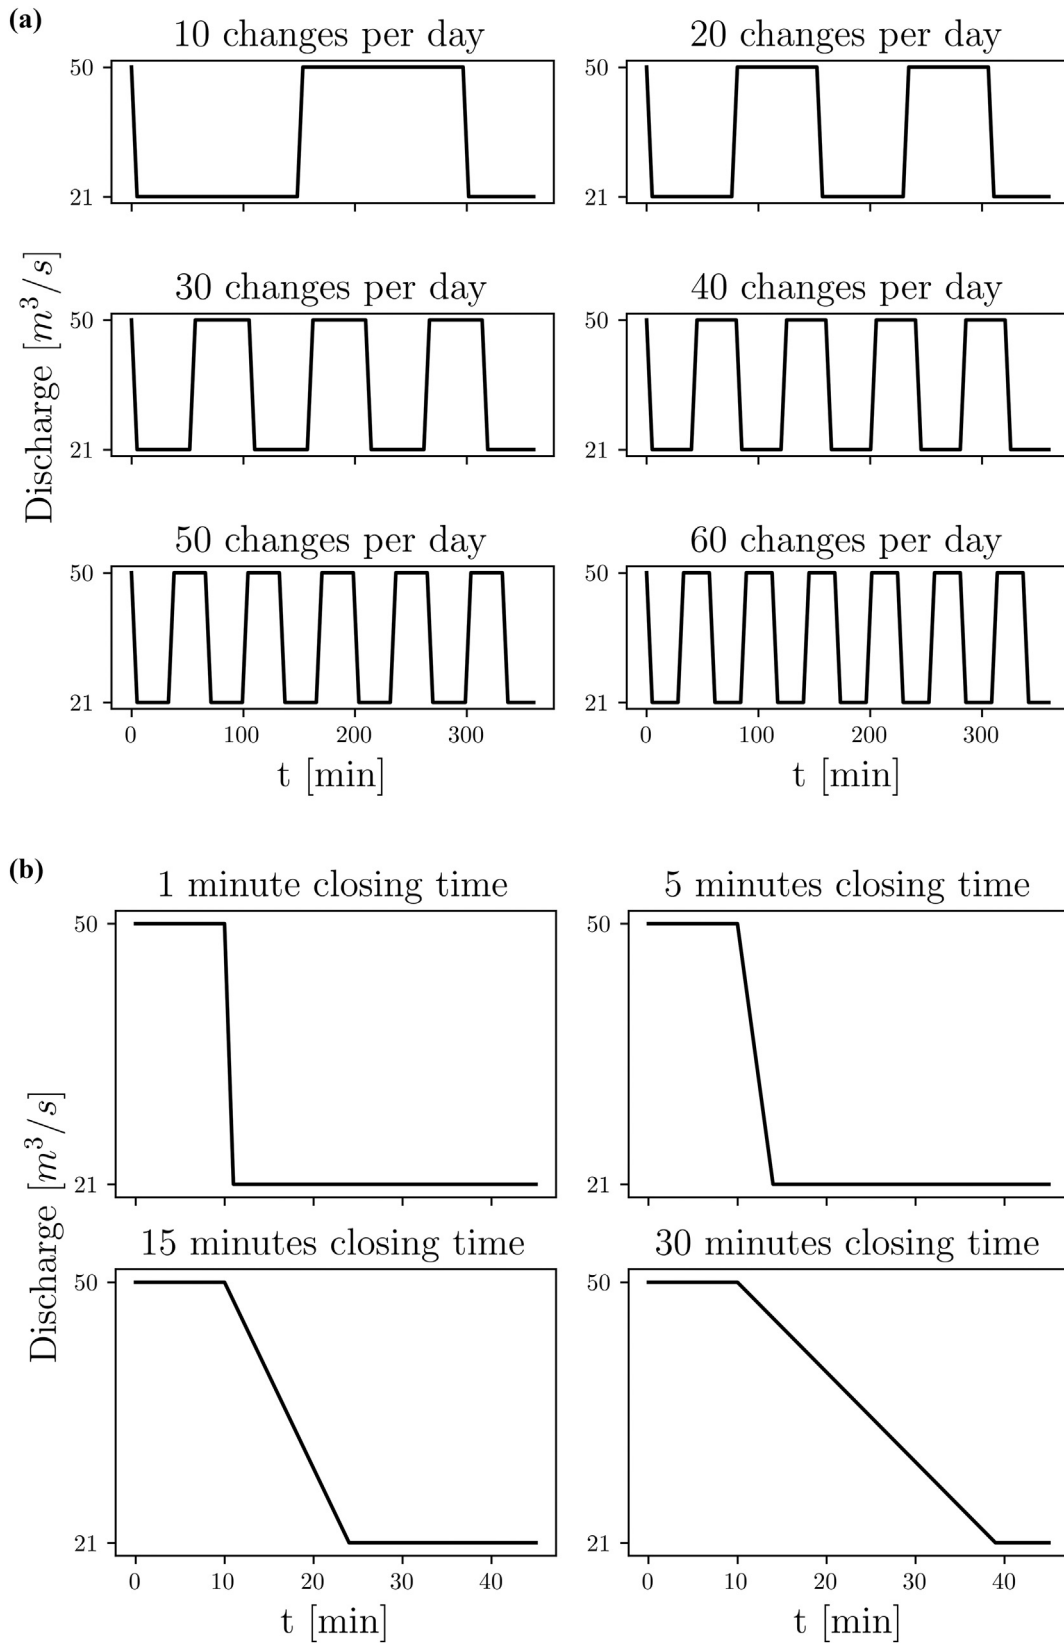 (a)
10 changes per day
20 changes per day
50
21
50
21
30 changes per day
40 changes per day
50
21
50
21
50 changes per day
60 changes per day
50
21
50
21
0 100 200 300
0 100 200 300
t [min]
t [min]
Discharge [m³/s]
(b)
1 minute closing time
5 minutes closing time
50
21
50
21
15 minutes closing time
30 minutes closing time
50
21
50
21
0 10 20 30 40
0 10 20 30 40
t [min]
t [min]
Discharge [m³/s]